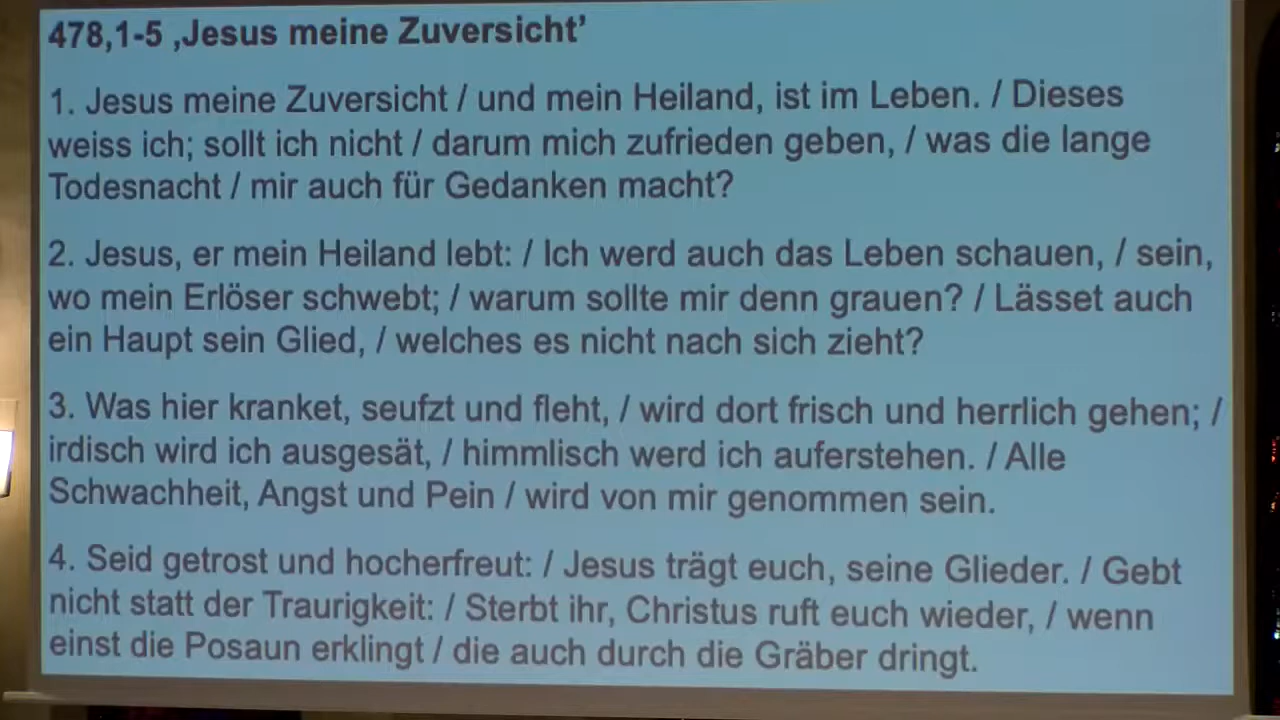 478,1-5 ‚Jesus meine Zuversicht’
1. Jesus meine Zuversicht / und mein Heiland, ist im Leben. / Dieses
weiss ich; sollt ich nicht / darum mich zufrieden geben, / was die lange
Todesnacht / mir auch für Gedanken macht?
2. Jesus, er mein Heiland lebt: / Ich werd auch das Leben schauen, / sein,
wo mein Erlöser schwebt; / warum sollte mir denn grauen? / Lässet auch
ein Haupt sein Glied, / welches es nicht nach sich zieht?
3. Was hier kranket, seufzt und fleht, / wird dort frisch und herrlich gehen; /
irdisch wird ich ausgesät, / himmlisch werd ich auferstehen. / Alle
Schwachheit, Angst und Pein / wird von mir genommen sein.
4. Seid getrost und hocherfreut: / Jesus trägt euch, seine Glieder. / Gebt
nicht statt der Traurigkeit: / Sterbt ihr, Christus ruft euch wieder, / wenn
einst die Posaun erklingt / die auch durch die Gräber dringt.